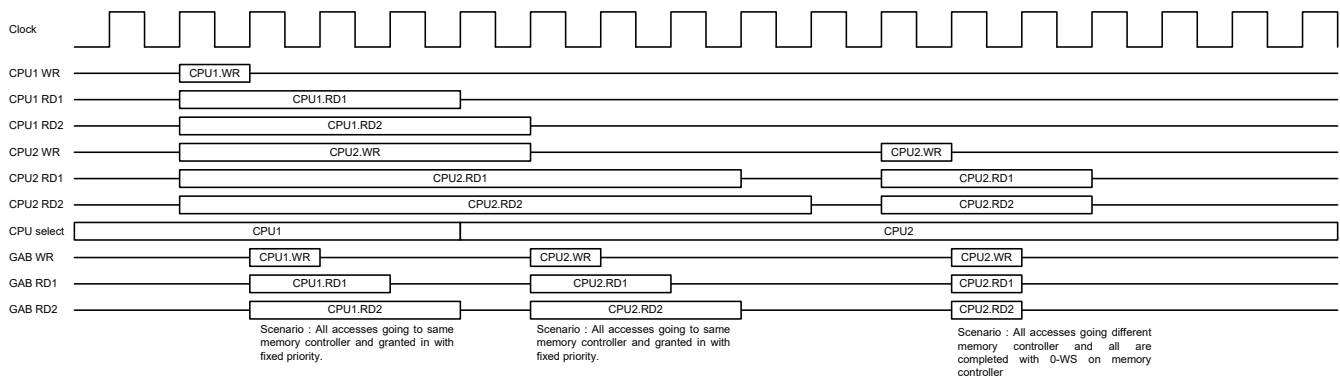 Clock
CPU1 WR CPU1.WR
CPU1 RD1 CPU1.RD1
CPU1 RD2 CPU1.RD2
CPU2 WR CPU2.WR CPU2.WR
CPU2 RD1 CPU2.RD1 CPU2.RD1
CPU2 RD2 CPU2.RD2 CPU2.RD2
CPU select CPU1 CPU2
GAB WR CPU1.WR CPU2.WR CPU2.WR
GAB RD1 CPU1.RD1 CPU2.RD1 CPU2.RD1
GAB RD2 CPU1.RD2 CPU2.RD2 CPU2.RD2
Scenario : All accesses going to same
memory controller and granted in with
fixed priority.
Scenario : All accesses going to same
memory controller and granted in with
fixed priority.
Scenario : All accesses going different
memory controller and all are
completed with 0-WS on memory
controller